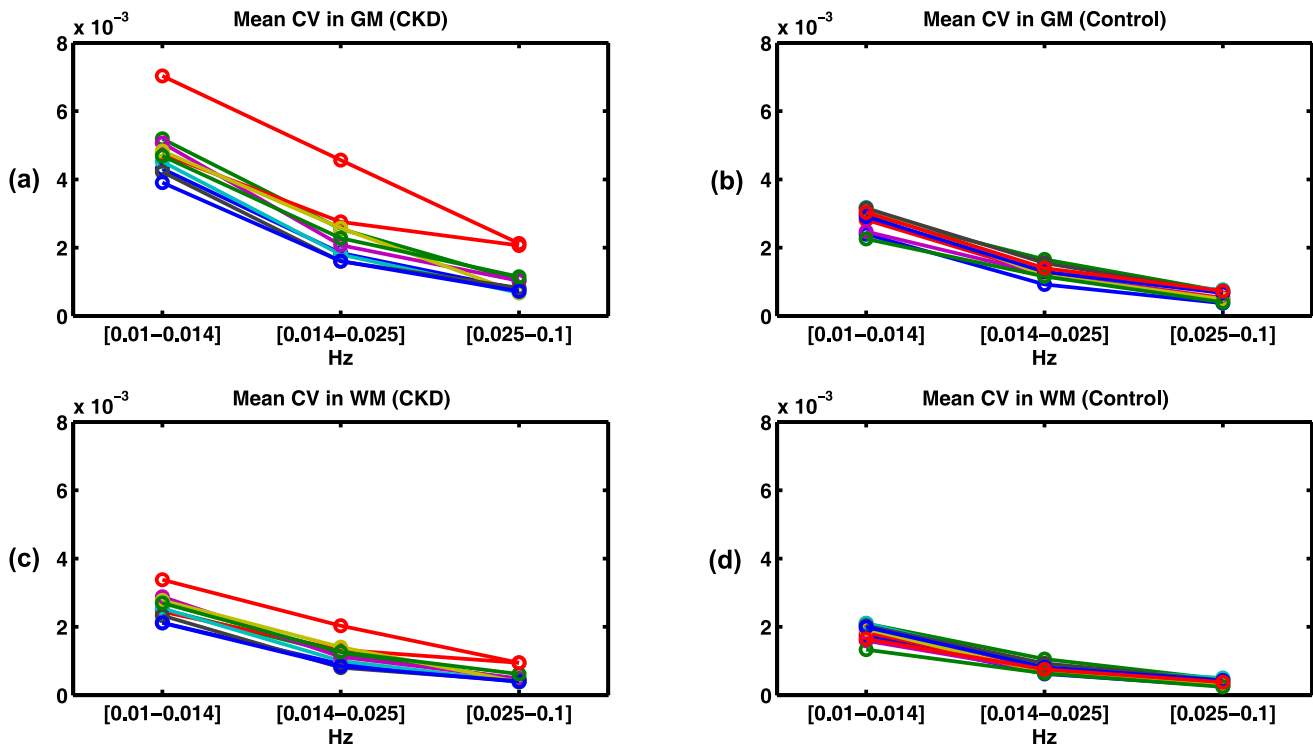 Mean CV in GM (CKD)
x 10⁻³
8
6
4
2
0
[0.01−0.014] [0.014−0.025] [0.025−0.1]
Hz
(a)
Mean CV in GM (Control)
x 10⁻³
8
6
4
2
0
[0.01−0.014] [0.014−0.025] [0.025−0.1]
Hz
(b)
Mean CV in WM (CKD)
x 10⁻³
8
6
4
2
0
[0.01−0.014] [0.014−0.025] [0.025−0.1]
Hz
(c)
Mean CV in WM (Control)
x 10⁻³
8
6
4
2
0
[0.01−0.014] [0.014−0.025] [0.025−0.1]
Hz
(d)